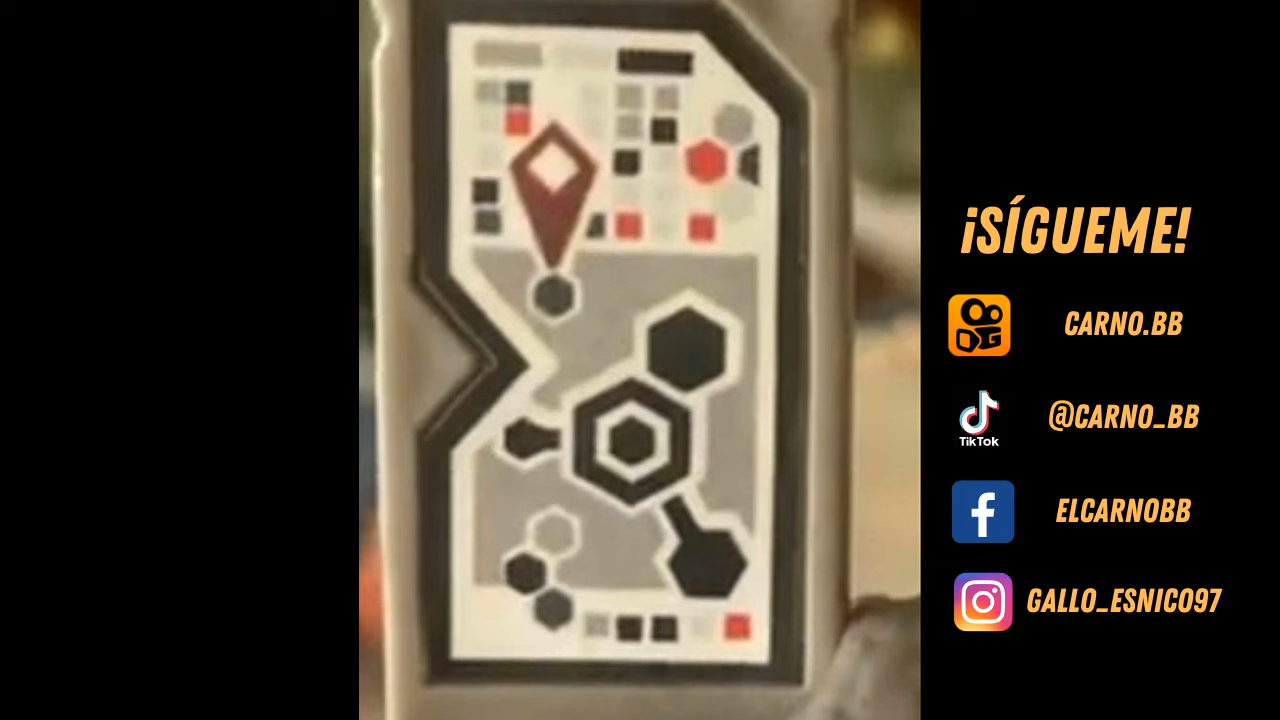 ¡SÍGUEME!
CARNO.BB
TikTok
@CARNO_BB
ELCARNOBB
GALLO_ESNICO97